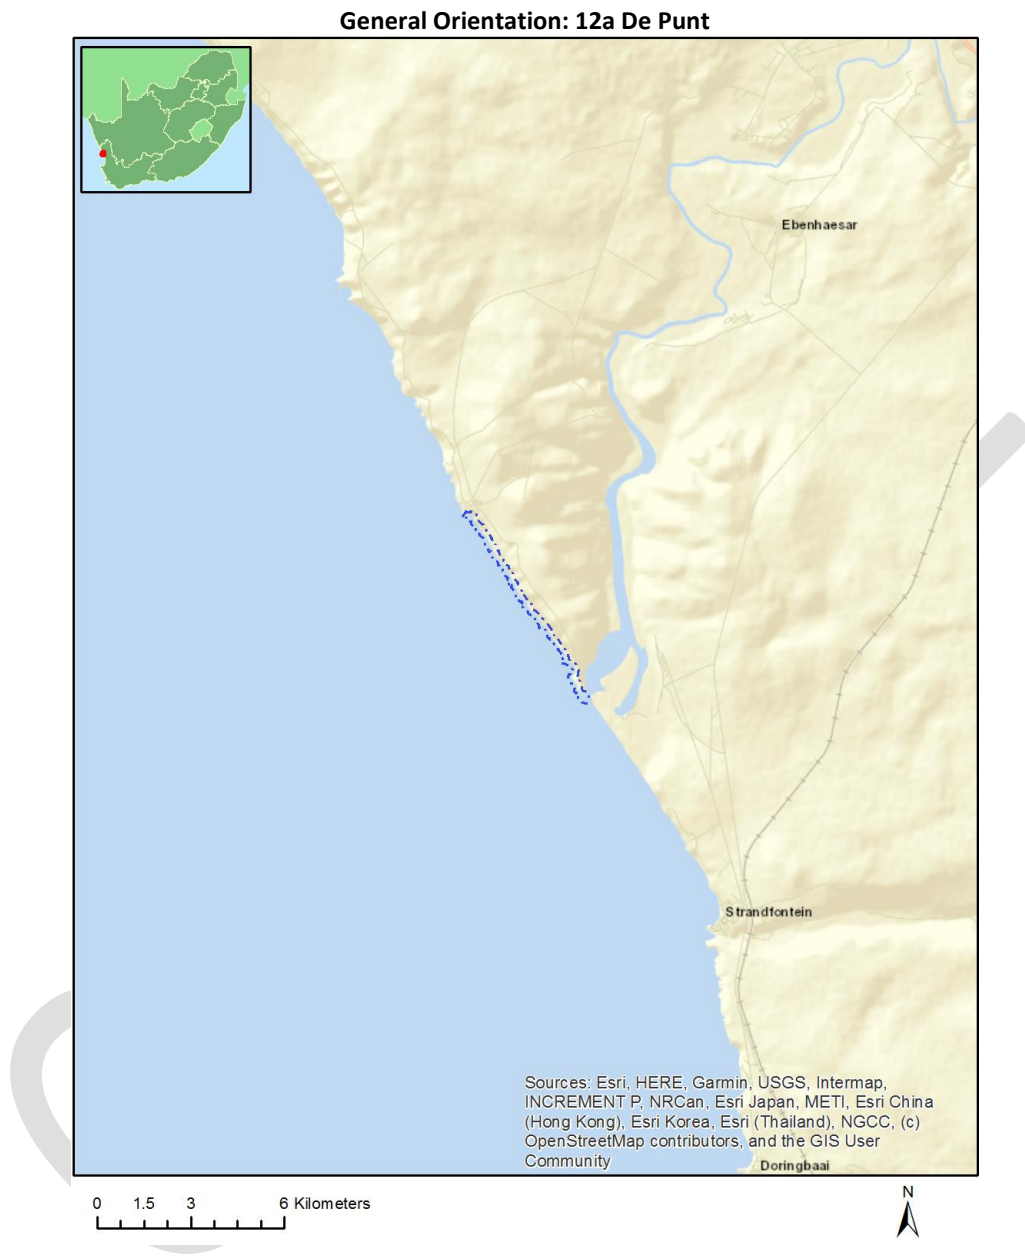 General Orientation: 12a De Punt
Ebenhaesar
Strandfontein
Sources: Esri, HERE, Garmin, USGS, Intermap,
INCREMENT P, NRCan, Esri Japan, METI, Esri China
(Hong Kong), Esri Korea, Esri (Thailand), NGCC, (c)
OpenStreetMap contributors, and the GIS User
Community
Doringbaai
0 1.5 3 6 Kilometers
N